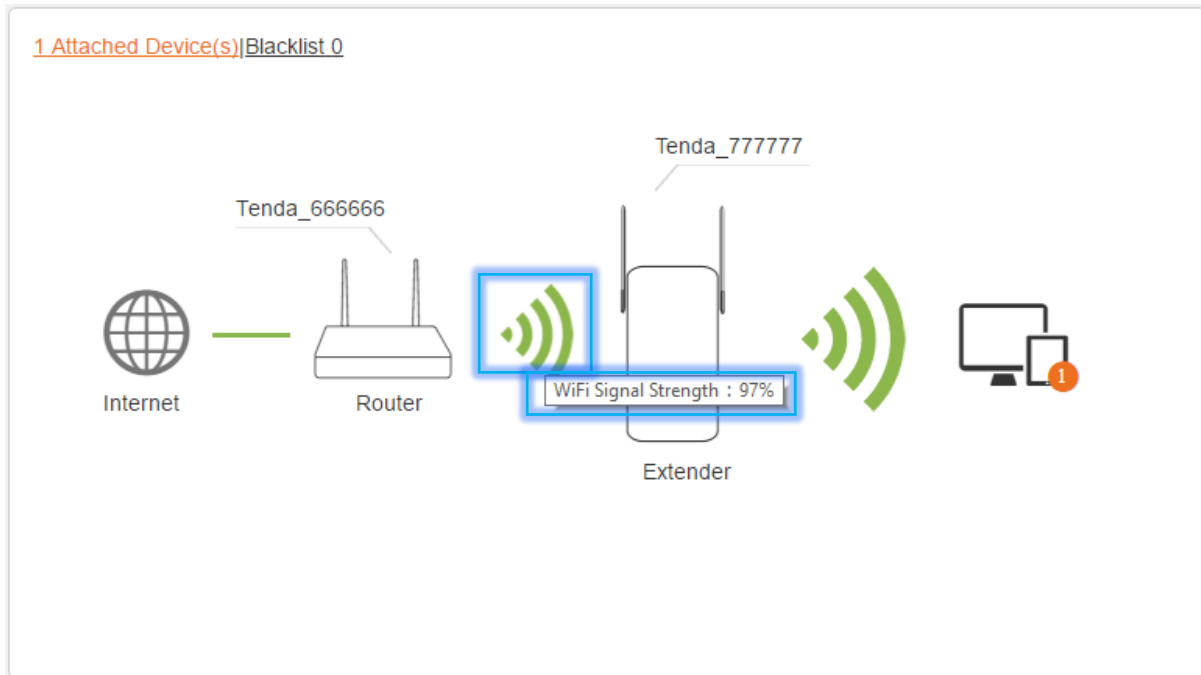 1 Attached Device(s)|Blacklist 0
Tenda_777777
Tenda_666666
WiFi Signal Strength : 97%
1
Internet
Router
Extender